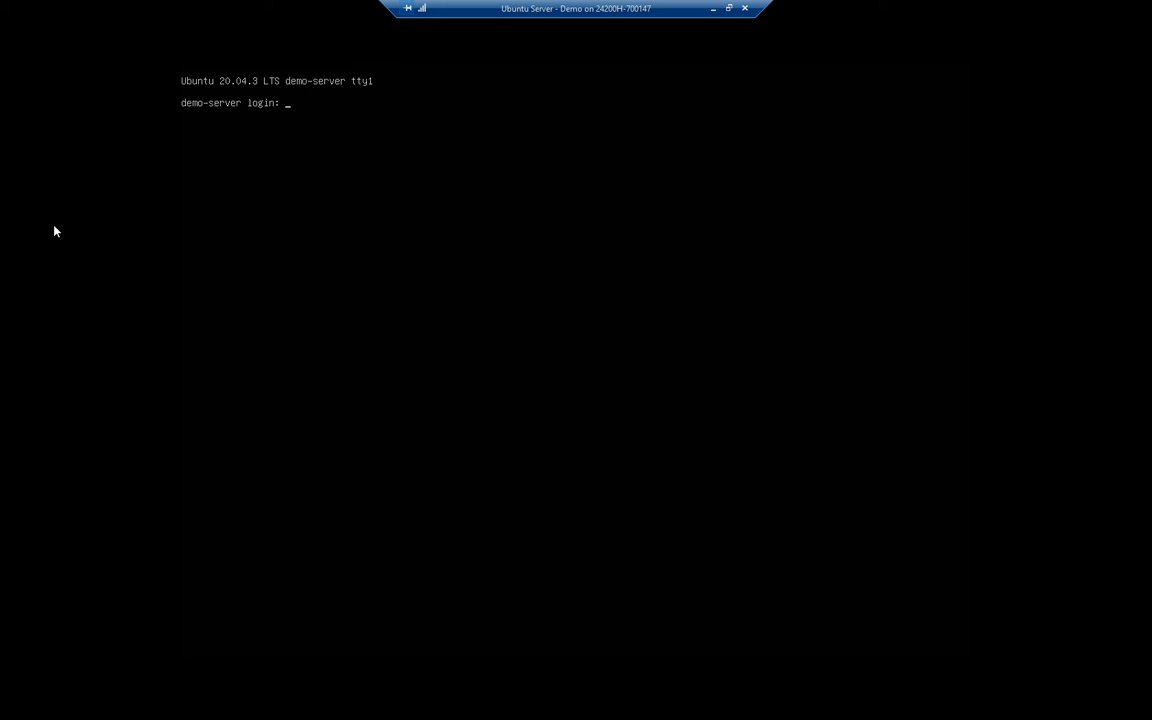 Ubuntu Server - Demo on 24200H-700147
Ubuntu 20.04.3 LTS demo-server tty1
demo-server login: _